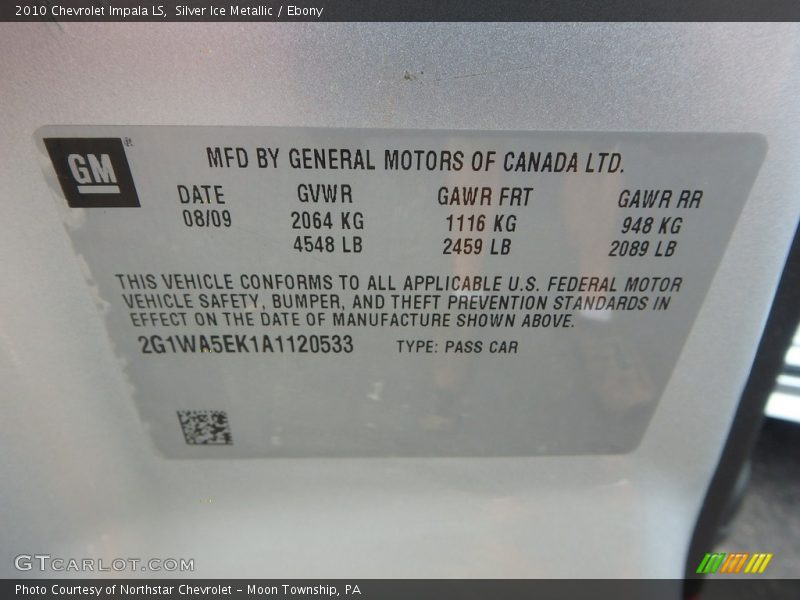 2010 Chevrolet Impala LS, Silver Ice Metallic / Ebony
GM ®
MFD BY GENERAL MOTORS OF CANADA LTD.
DATE GVWR GAWR FRT GAWR RR
08/09 2064 KG 1116 KG 948 KG
4548 LB 2459 LB 2089 LB
THIS VEHICLE CONFORMS TO ALL APPLICABLE U.S. FEDERAL MOTOR
VEHICLE SAFETY, BUMPER, AND THEFT PREVENTION STANDARDS IN
EFFECT ON THE DATE OF MANUFACTURE SHOWN ABOVE.
2G1WA5EK1A1120533 TYPE: PASS CAR
GTCARLOT.COM
Photo Courtesy of Northstar Chevrolet - Moon Township, PA